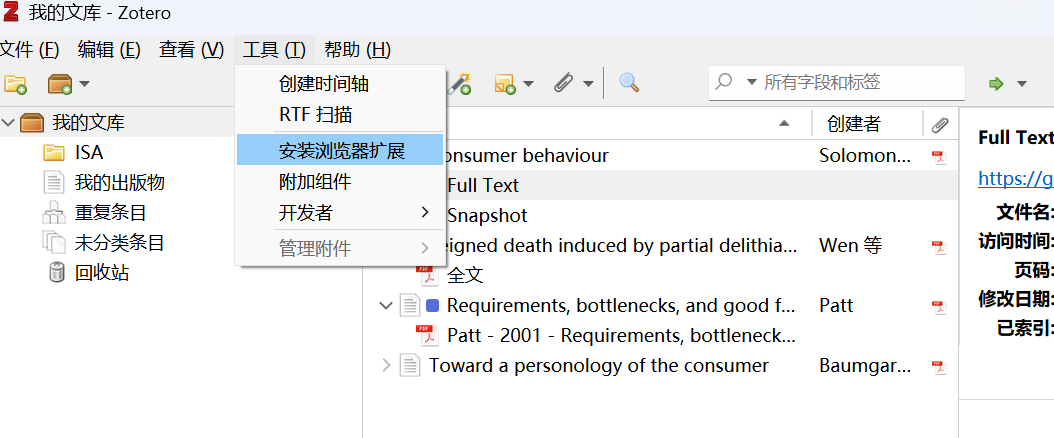 我的文库 - Zotero
文件 (F) 编辑 (E) 查看 (V) 工具 (T) 帮助 (H)
所有字段和标签
创建时间轴
RTF 扫描
安装浏览器扩展
附加组件
开发者
管理附件
我的文库
ISA
我的出版物
重复条目
未分类条目
回收站
创建者
onsumer behaviour Solomon...
Full Text
Snapshot
eigned death induced by partial delithia... Wen 等
全文
Requirements, bottlenecks, and good f... Patt
Patt - 2001 - Requirements, bottleneck...
Toward a personology of the consumer Baumgar...
Full Text
https://g
文件名:
访问时间:
页码:
修改日期:
已索引: